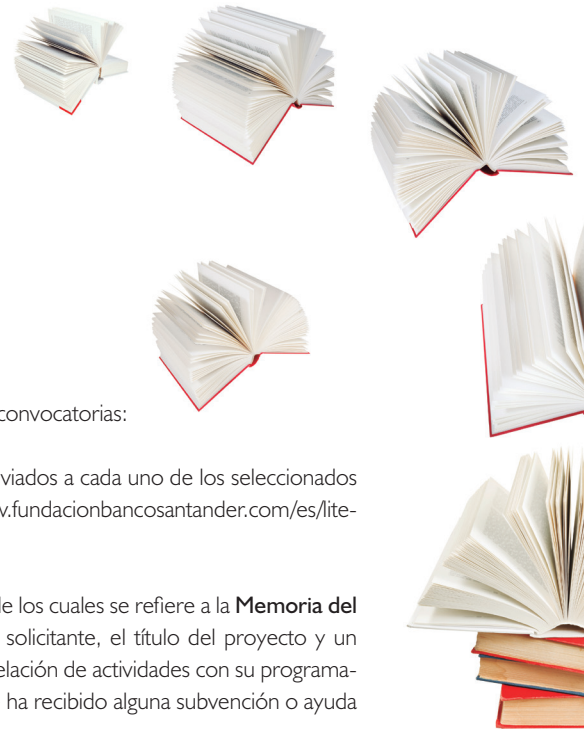 convocatorias:
viados a cada uno de los seleccionados
v.fundacionbancosantander.com/es/lite-
de los cuales se refiere a la Memoria del
solicitante, el título del proyecto y un
elación de actividades con su programa-
ha recibido alguna subvención o ayuda